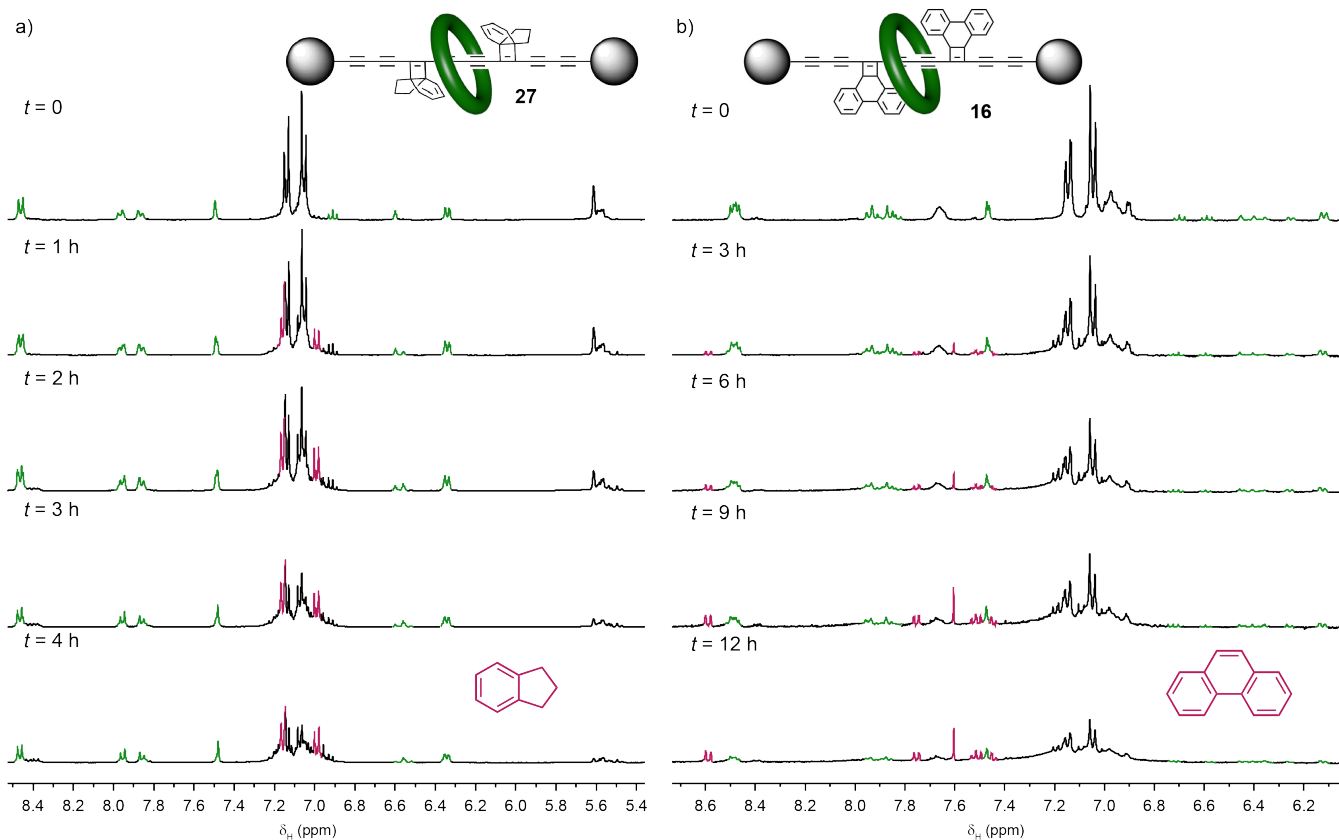 a)
27
t = 0
t = 1 h
t = 2 h
t = 3 h
t = 4 h
8.4 8.2 8.0 7.8 7.6 7.4 7.2 7.0 6.8 6.6 6.4 6.2 6.0 5.8 5.6 5.4
δH (ppm)
b)
16
t = 0
t = 3 h
t = 6 h
t = 9 h
t = 12 h
8.6 8.4 8.2 8.0 7.8 7.6 7.4 7.2 7.0 6.8 6.6 6.4 6.2
δH (ppm)